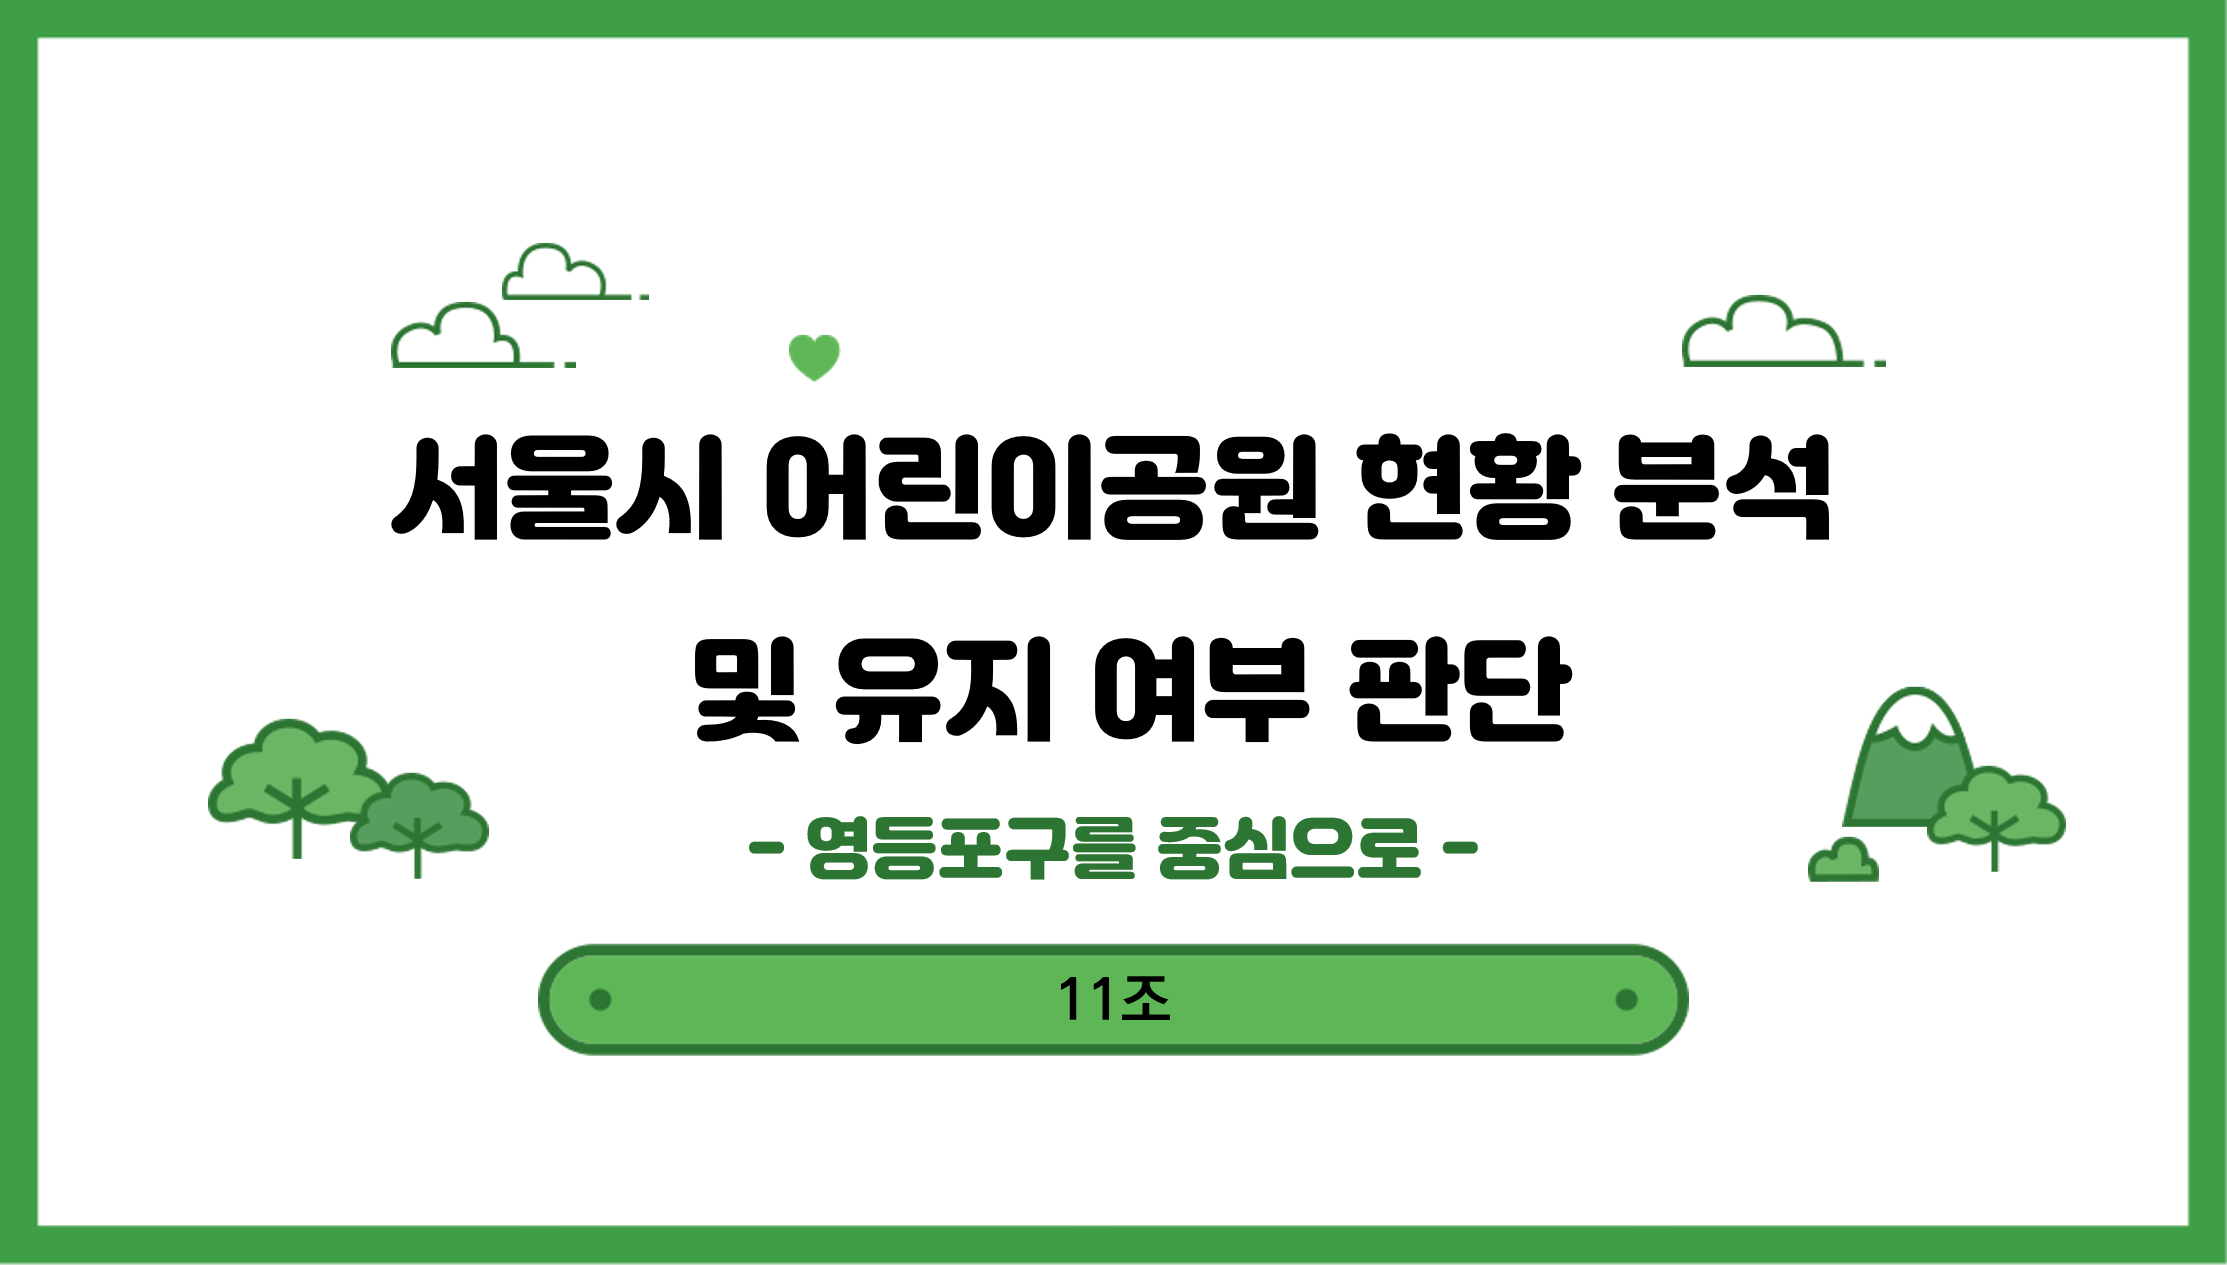 서울시 어린이공원 현황 분석
및 유지 여부 판단
- 영등포구를 중심으로 -
11조